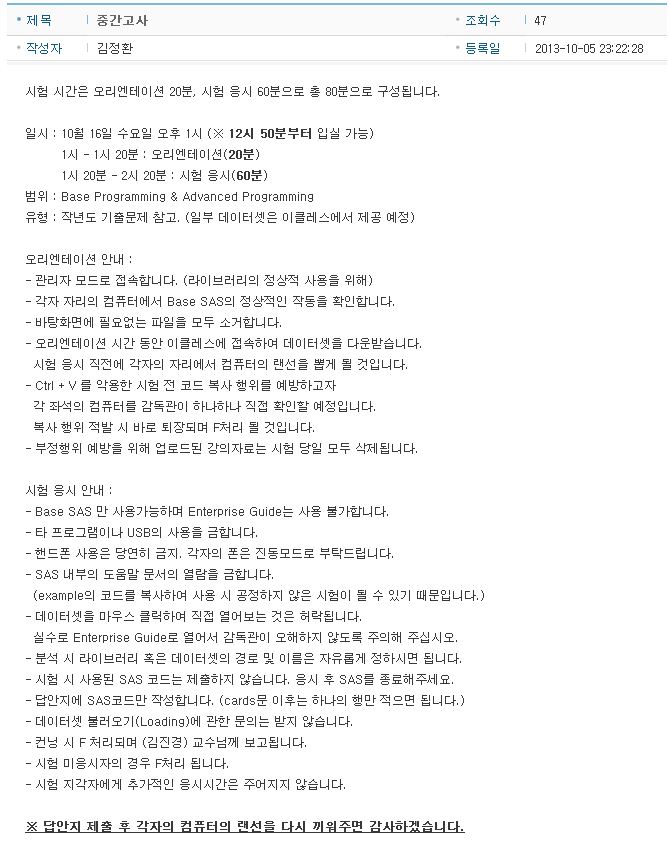 제목 중간고사 조회수 47
작성자 김정환 등록일 2013-10-05 23:22:28
시험 시간은 오리엔테이션 20분, 시험 응시 60분으로 총 80분으로 구성됩니다.
일시 : 10월 16일 수요일 오후 1시 (※ 12시 50분부터 입실 가능)
1시 - 1시 20분 : 오리엔테이션(20분)
1시 20분 - 2시 20분 : 시험 응시(60분)
범위 : Base Programming & Advanced Programming
유형 : 작년도 기출문제 참고. (일부 데이터셋은 이클레스에서 제공 예정)
오리엔테이션 안내 :
- 관리자 모드로 접속합니다. (라이브러리의 정상적 사용을 위해)
- 각자 자리의 컴퓨터에서 Base SAS의 정상적인 작동을 확인합니다.
- 바탕화면에 필요없는 파일을 모두 소거합니다.
- 오리엔테이션 시간 동안 이클레스에 접속하여 데이터셋을 다운받습니다.
시험 응시 직전에 각자의 자리에서 컴퓨터의 랜선을 뽑게 될 것입니다.
- Ctrl + V 를 악용한 시험 전 코드 복사 행위를 예방하고자
각 좌석의 컴퓨터를 감독관이 하나하나 직접 확인할 예정입니다.
복사 행위 적발 시 바로 퇴장되며 F처리 될 것입니다.
- 부정행위 예방을 위해 업로드된 강의자료는 시험 당일 모두 삭제됩니다.
시험 응시 안내 :
- Base SAS 만 사용가능하며 Enterprise Guide는 사용 불가합니다.
- 타 프로그램이나 USB의 사용을 금합니다.
- 핸드폰 사용은 당연히 금지. 각자의 폰은 진동모드로 부탁드립니다.
- SAS 내부의 도움말 문서의 열람을 금합니다.
(example의 코드를 복사하여 사용 시 공정하지 않은 시험이 될 수 있기 때문입니다.)
- 데이터셋을 마우스 클릭하여 직접 열어보는 것은 허락됩니다.
실수로 Enterprise Guide로 열어서 감독관이 오해하지 않도록 주의해 주십시오.
- 분석 시 라이브러리 혹은 데이터셋의 경로 및 이름은 자유롭게 정하시면 됩니다.
- 시험 시 사용된 SAS 코드는 제출하지 않습니다. 응시 후 SAS를 종료해주세요.
- 답안지에 SAS코드만 작성합니다. (cards문 이후는 하나의 행만 적으면 됩니다.)
- 데이터셋 불러오기(Loading)에 관한 문의는 받지 않습니다.
- 컨닝 시 F 처리되며 (김진경) 교수님께 보고됩니다.
- 시험 미응시자의 경우 F처리 됩니다.
- 시험 지각자에게 추가적인 응시시간은 주어지지 않습니다.
※ 답안지 제출 후 각자의 컴퓨터의 랜선을 다시 끼워주면 감사하겠습니다.